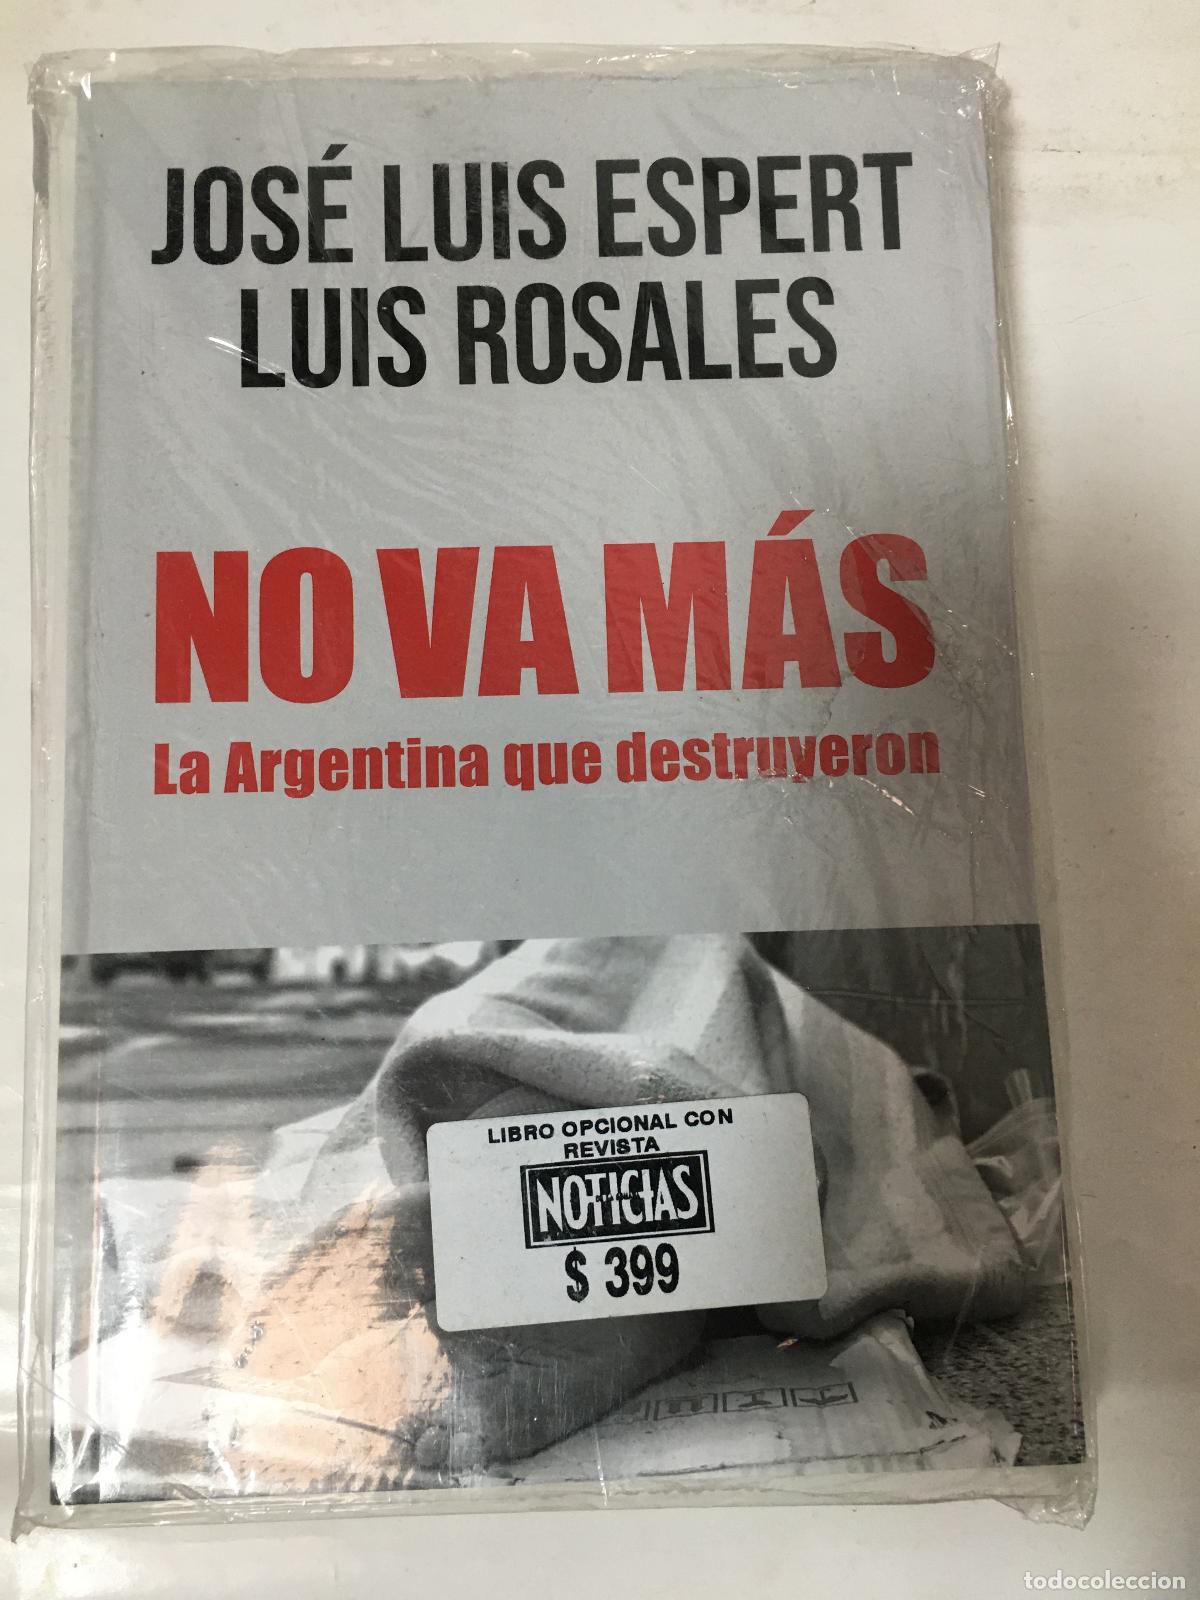 JOSÉ LUIS ESPERT
LUIS ROSALES
NO VA MÁS
La Argentina que destruyeron
LIBRO OPCIONAL CON
REVISTA
NOTICIAS
$ 399
todocoleccion